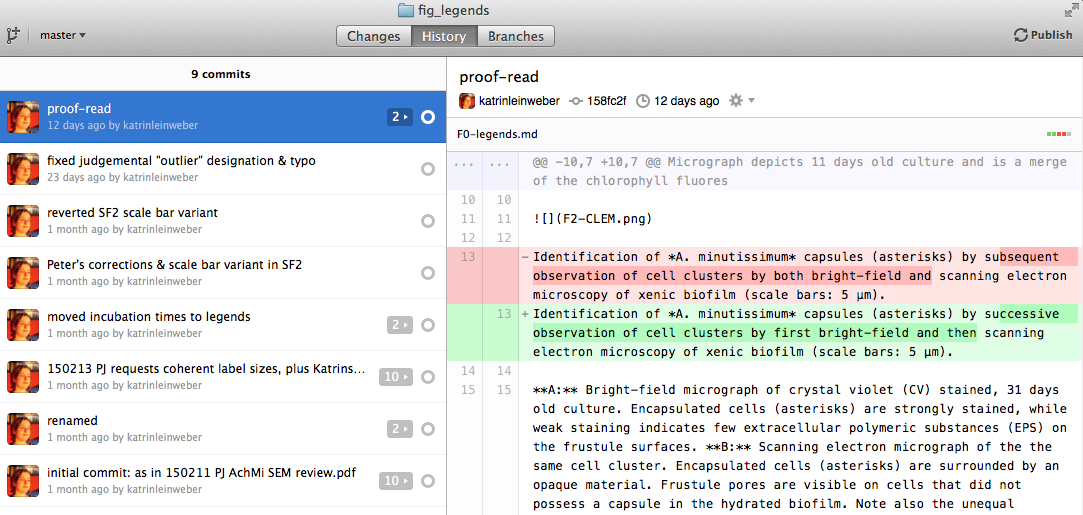 fig_legends
master
Changes
History
Branches
Publish
9 commits
proof-read
12 days ago by katrinleinweber
2
fixed judgemental "outlier" designation & typo
23 days ago by katrinleinweber
reverted SF2 scale bar variant
1 month ago by katrinleinweber
Peter's corrections & scale bar variant in SF2
1 month ago by katrinleinweber
moved incubation times to legends
1 month ago by katrinleinweber
2
150213 PJ requests coherent label sizes, plus Katrins...
1 month ago by katrinleinweber
10
renamed
1 month ago by katrinleinweber
2
initial commit: as in 150211 PJ AchMi SEM review.pdf
1 month ago by katrinleinweber
10
proof-read
katrinleinweber 158fc2f 12 days ago
F0-legends.md
... ... @@ -10,7 +10,7 @@ Micrograph depicts 11 days old culture and is a merge
of the chlorophyll fluores
10 10
11 11 ![](F2-CLEM.png)
12 12
13 - Identification of *A. minutissimum* capsules (asterisks) by subsequent
observation of cell clusters by both bright-field and scanning electron
microscopy of xenic biofilm (scale bars: 5 µm).
13 + Identification of *A. minutissimum* capsules (asterisks) by successive
observation of cell clusters by first bright-field and then scanning
electron microscopy of xenic biofilm (scale bars: 5 µm).
14 14
15 15 **A:** Bright-field micrograph of crystal violet (CV) stained, 31 days
old culture. Encapsulated cells (asterisks) are strongly stained, while
weak staining indicates few extracellular polymeric substances (EPS) on
the frustule surfaces. **B:** Scanning electron micrograph of the the
same cell cluster. Encapsulated cells (asterisks) are surrounded by an
opaque material. Frustule pores are visible on cells that did not
possess a capsule in the hydrated biofilm. Note also the unequal